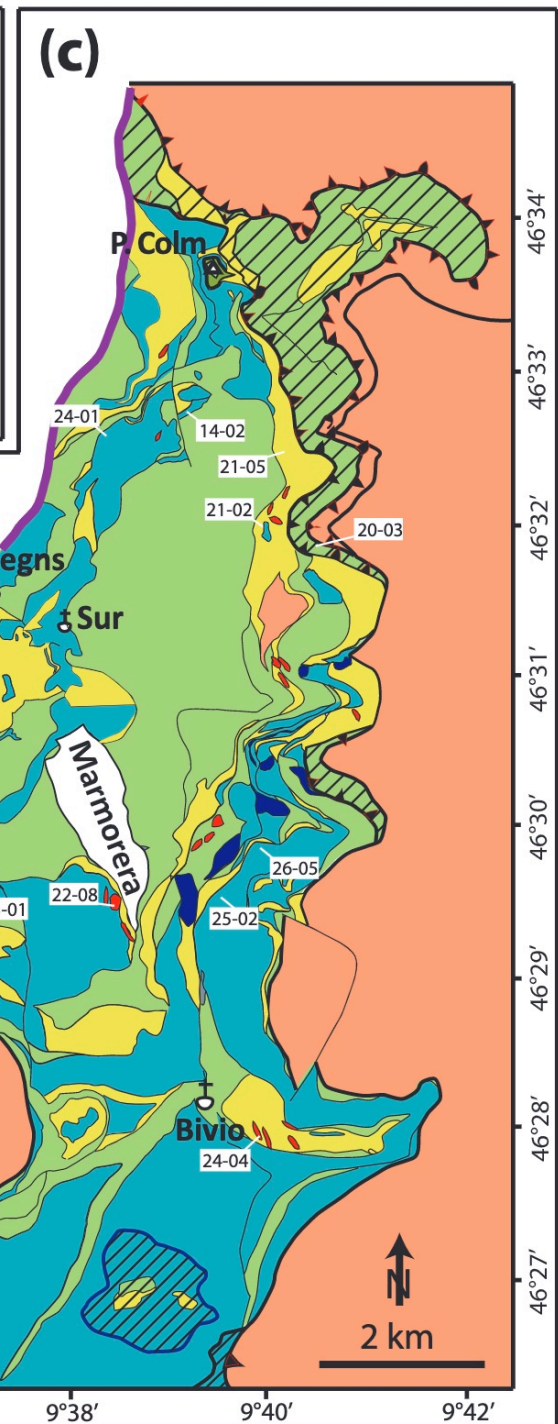 (c)
46°34′
P. Colm
46°33′
24-01
14-02
21-05
21-02
46°32′
20-03
egns
Sur
46°31′
Marmorera
46°30′
26-05
22-08
-01
25-02
46°29′
Bivio
46°28′
24-04
46°27′
N
2 km
9°38′
9°40′
9°42′